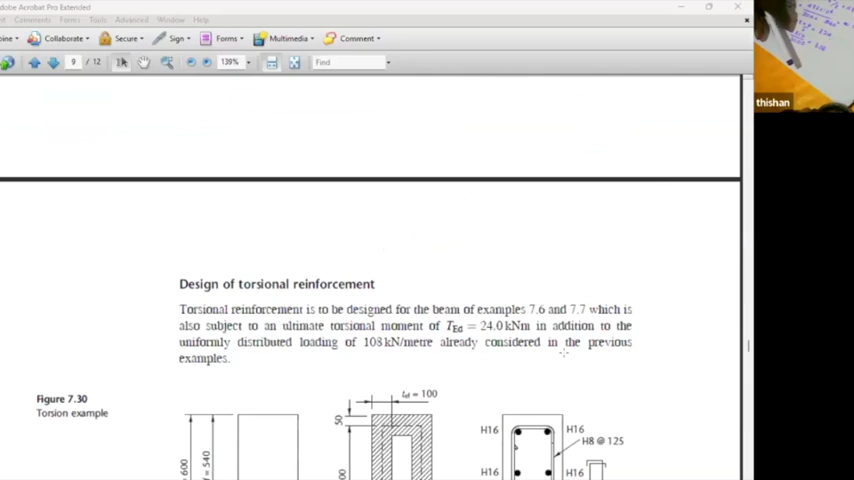 Adobe Acrobat Pro Extended
Comments Forms Tools Advanced Window Help
Collaborate Secure Sign Forms Multimedia Comment
9 / 12 139% Find
thishan
Design of torsional reinforcement
Torsional reinforcement is to be designed for the beam of examples 7.6 and 7.7 which is
also subject to an ultimate torsional moment of TEd = 24.0 kNm in addition to the
uniformly distributed loading of 108 kN/metre already considered in the previous
examples.
Figure 7.30
Torsion example
= 600
f = 540
tef = 100
50
00
H16 H16
H8 @ 125
H16 H16